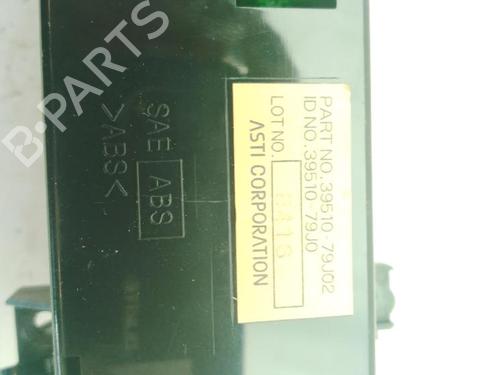 PART NO. 39510-79J02
ID NO. 39510-79J0
LOT NO.
ASTI CORPORATION
SAE ABS
>ABS<
B-PARTS